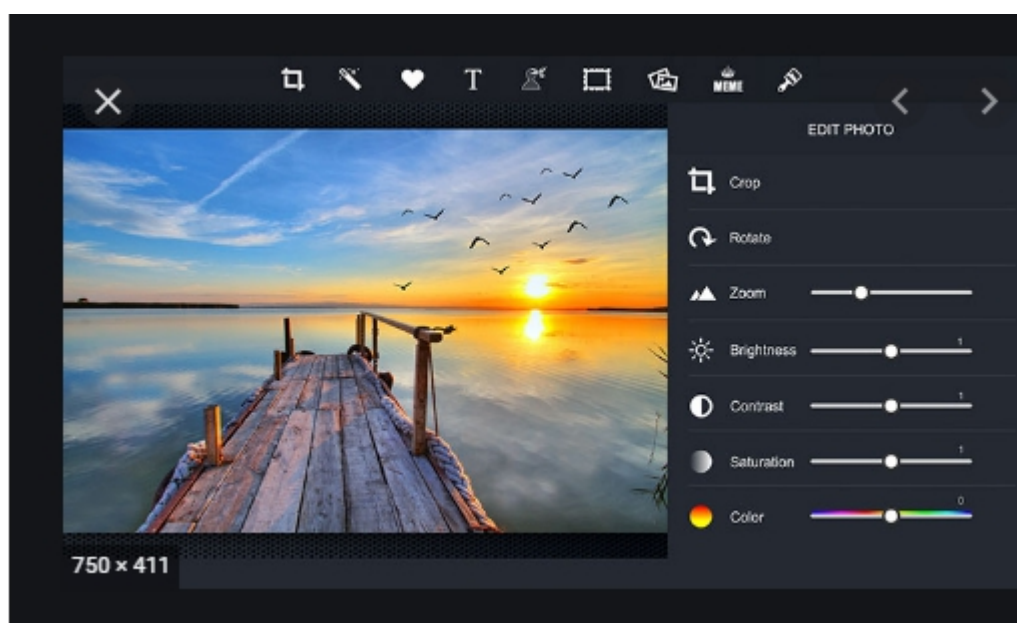 T
MEME
EDIT PHOTO
Crop
Rotate
Zoom
Brightness 1
Contrast 1
Saturation 1
Color 0
750 × 411